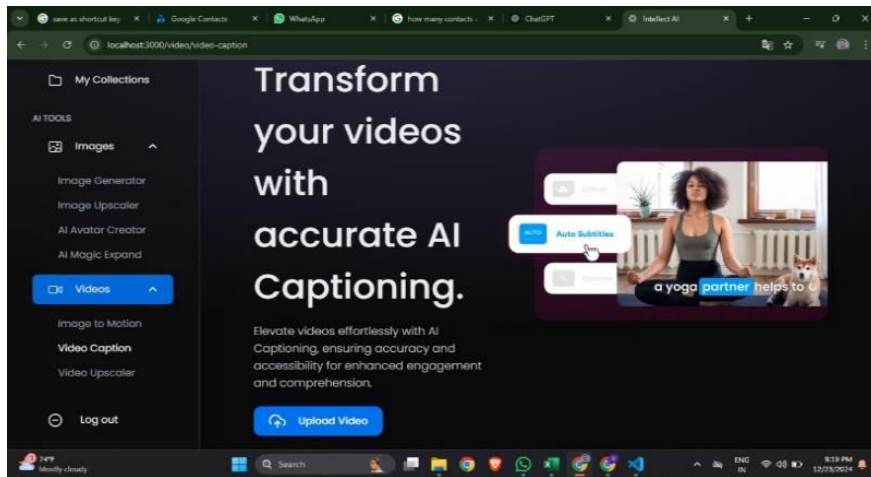 save as shortcut key
Google Contacts
WhatsApp
how many contacts
ChatGPT
Intellect AI
localhost:3000/video/video-caption
My Collections
AI TOOLS
Images
Image Generator
Image Upscaler
AI Avatar Creator
AI Magic Expand
Videos
Image to Motion
Video Caption
Video Upscaler
Log out
Transform
your videos
with
accurate AI
Captioning.
Elevate videos effortlessly with AI
Captioning, ensuring accuracy and
accessibility for enhanced engagement
and comprehension.
Upload Video
AUTO
Auto Subtitles
a yoga partner helps to
74°F
Mostly cloudy
Search
ENG
IN
9:19 PM
12/25/2024